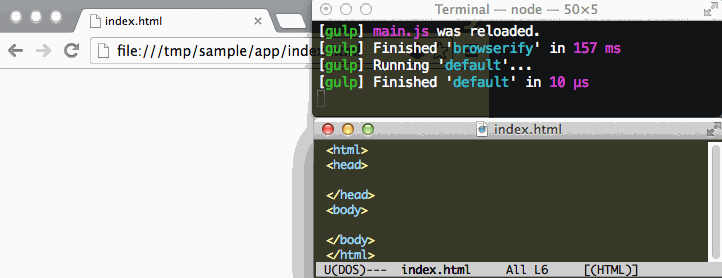 index.html
file:///tmp/sample/app/inde
Terminal — node — 50×5
[gulp] main.js was reloaded.
[gulp] Finished 'browserify' in 157 ms
[gulp] Running 'default'...
[gulp] Finished 'default' in 10 μs
index.html
<html>
<head>
</head>
<body>
</body>
</html>
U(DOS)--- index.html All L6 [(HTML)]